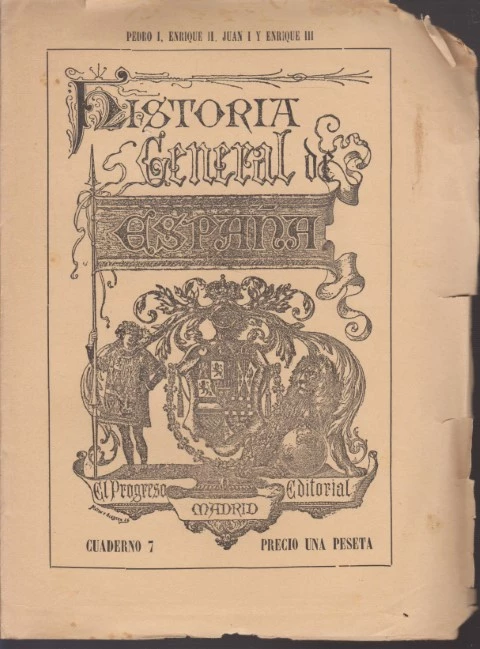 PEDRO I, ENRIQUE II, JUAN I Y ENRIQUE III
HISTORIA
General de
ESPAÑA
El Progreso Editorial
MADRID
CUADERNO 7 PRECIO UNA PESETA